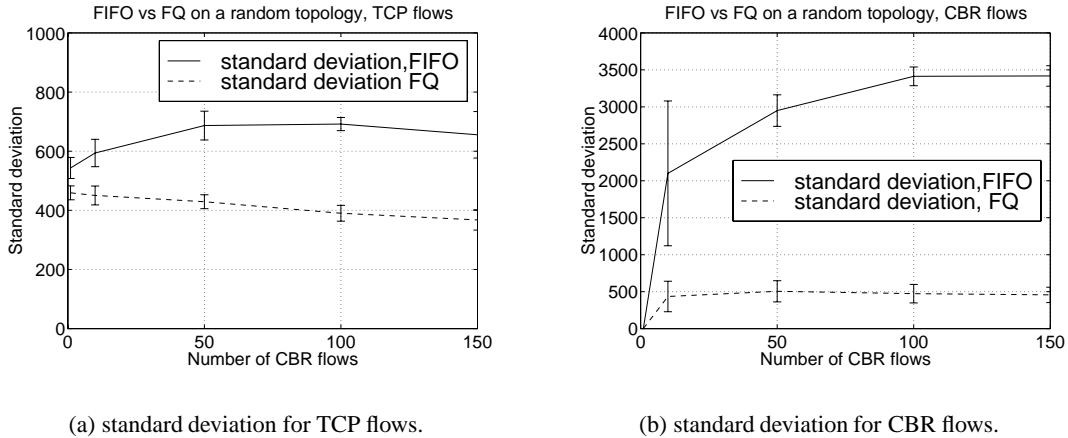 FIFO vs FQ on a random topology, TCP flows
1000
800
600
400
200
0
Standard deviation
standard deviation,FIFO
standard deviation FQ
0 50 100 150
Number of CBR flows
(a) standard deviation for TCP flows.
FIFO vs FQ on a random topology, CBR flows
4000
3500
3000
2500
2000
1500
1000
500
0
Standard deviation
standard deviation,FIFO
standard deviation, FQ
0 50 100 150
Number of CBR flows
(b) standard deviation for CBR flows.